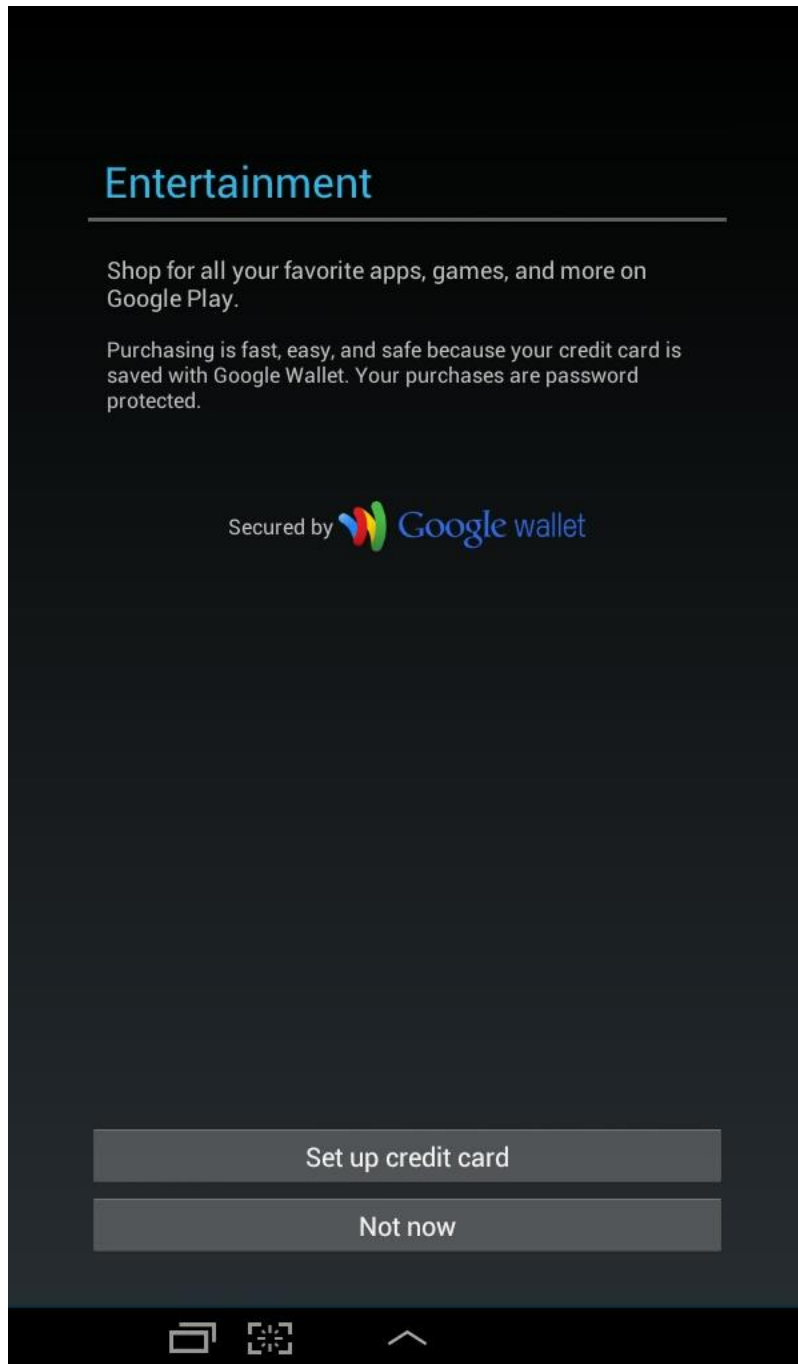 Entertainment
Shop for all your favorite apps, games, and more on
Google Play.
Purchasing is fast, easy, and safe because your credit card is
saved with Google Wallet. Your purchases are password
protected.
Secured by Google wallet
Set up credit card
Not now